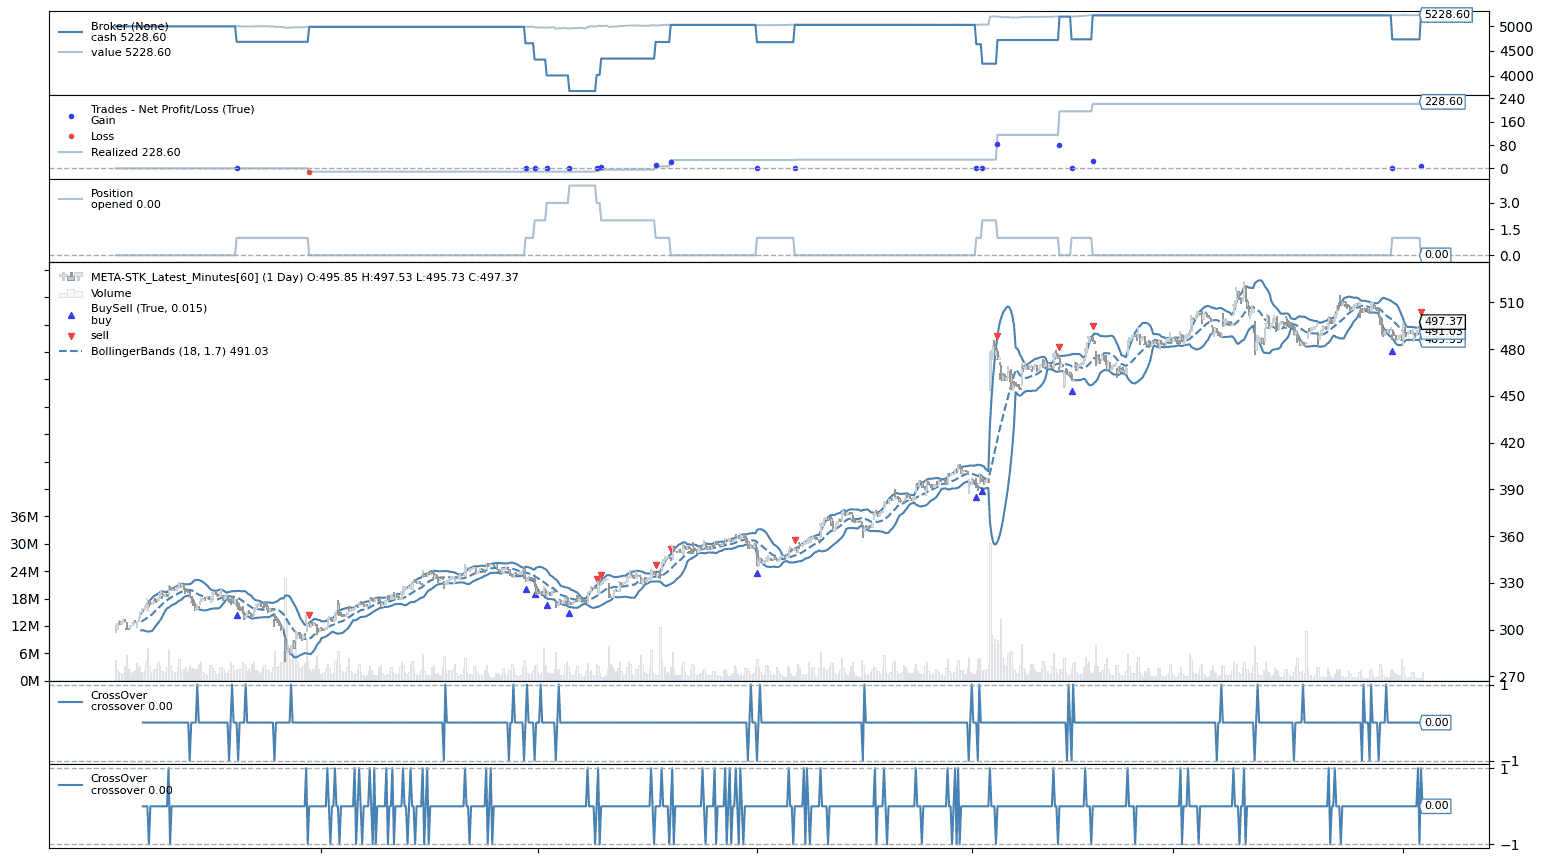 Broker (None)
cash 5228.60
value 5228.60
5228.60
5000
4500
4000
Trades - Net Profit/Loss (True)
Gain
Loss
Realized 228.60
240
228.60
160
80
0
Position
opened 0.00
3.0
1.5
0.00
0.0
META-STK_Latest_Minutes[60] (1 Day) O:495.85 H:497.53 L:495.73 C:497.37
Volume
BuySell (True, 0.015)
buy
sell
BollingerBands (18, 1.7) 491.03
510
497.37
491.03
480
450
420
390
360
330
300
270
36M
30M
24M
18M
12M
6M
0M
CrossOver
crossover 0.00
1
0.00
−1
CrossOver
crossover 0.00
1
0.00
−1